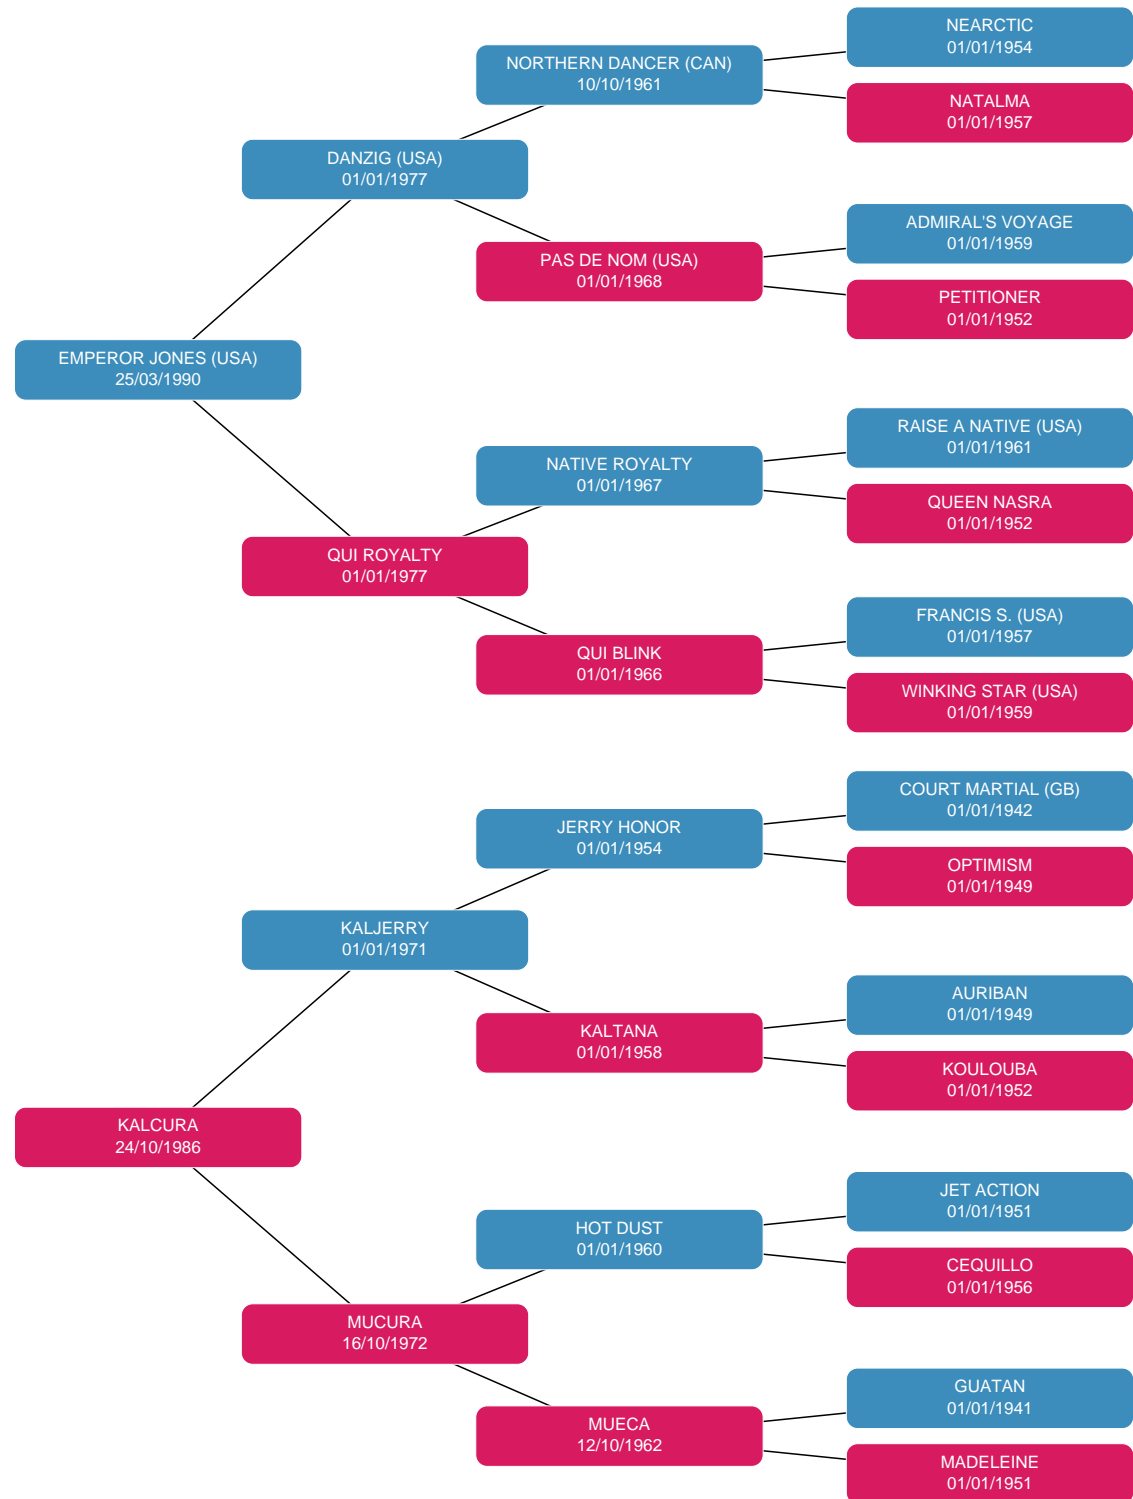 NEARCTIC
01/01/1954
NORTHERN DANCER (CAN)
10/10/1961
NATALMA
01/01/1957
DANZIG (USA)
01/01/1977
ADMIRAL'S VOYAGE
01/01/1959
PAS DE NOM (USA)
01/01/1968
PETITIONER
01/01/1952
EMPEROR JONES (USA)
25/03/1990
RAISE A NATIVE (USA)
01/01/1961
NATIVE ROYALTY
01/01/1967
QUEEN NASRA
01/01/1952
QUI ROYALTY
01/01/1977
FRANCIS S. (USA)
01/01/1957
QUI BLINK
01/01/1966
WINKING STAR (USA)
01/01/1959
COURT MARTIAL (GB)
01/01/1942
JERRY HONOR
01/01/1954
OPTIMISM
01/01/1949
KALJERRY
01/01/1971
AURIBAN
01/01/1949
KALTANA
01/01/1958
KOULOUBA
01/01/1952
KALCURA
24/10/1986
JET ACTION
01/01/1951
HOT DUST
01/01/1960
CEQUILLO
01/01/1956
MUCURA
16/10/1972
GUATAN
01/01/1941
MUECA
12/10/1962
MADELEINE
01/01/1951